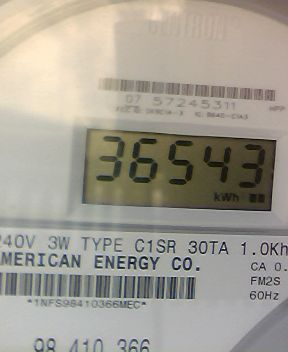 07 57245311
36543
kWh
240V 3W TYPE C1SR 30TA 1.0Kh
AMERICAN ENERGY CO.
CA 0.
FM2S
60Hz
*1NFS98410366MEC*
98 410 366